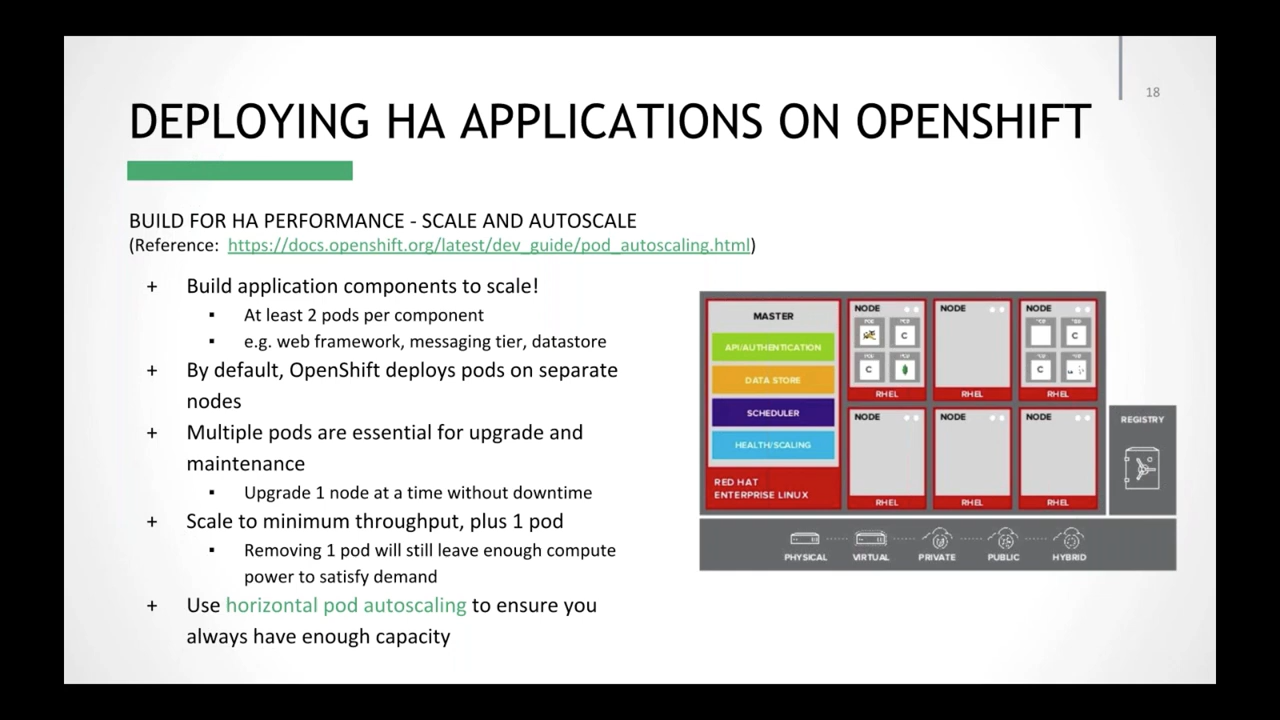 18
DEPLOYING HA APPLICATIONS ON OPENSHIFT
BUILD FOR HA PERFORMANCE - SCALE AND AUTOSCALE
(Reference: https://docs.openshift.org/latest/dev_guide/pod_autoscaling.html)
+ Build application components to scale!
▪ At least 2 pods per component
▪ e.g. web framework, messaging tier, datastore
+ By default, OpenShift deploys pods on separate
nodes
+ Multiple pods are essential for upgrade and
maintenance
▪ Upgrade 1 node at a time without downtime
+ Scale to minimum throughput, plus 1 pod
▪ Removing 1 pod will still leave enough compute
power to satisfy demand
+ Use horizontal pod autoscaling to ensure you
always have enough capacity
MASTER
API/AUTHENTICATION
DATA STORE
SCHEDULER
HEALTH/SCALING
RED HAT
ENTERPRISE LINUX
NODE NODE NODE
C C
C C
RHEL RHEL RHEL
NODE NODE NODE
RHEL RHEL RHEL
REGISTRY
PHYSICAL VIRTUAL PRIVATE PUBLIC HYBRID